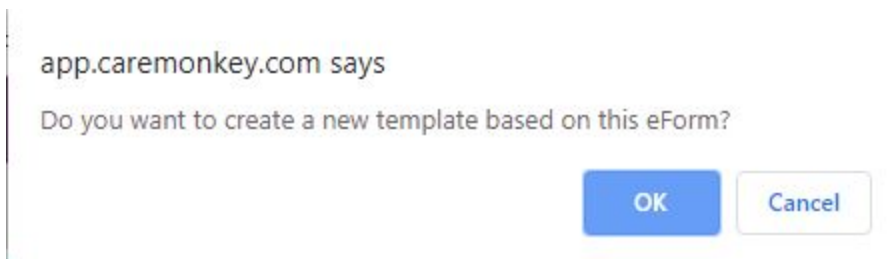 app.caremonkey.com says
Do you want to create a new template based on this eForm?
OK Cancel